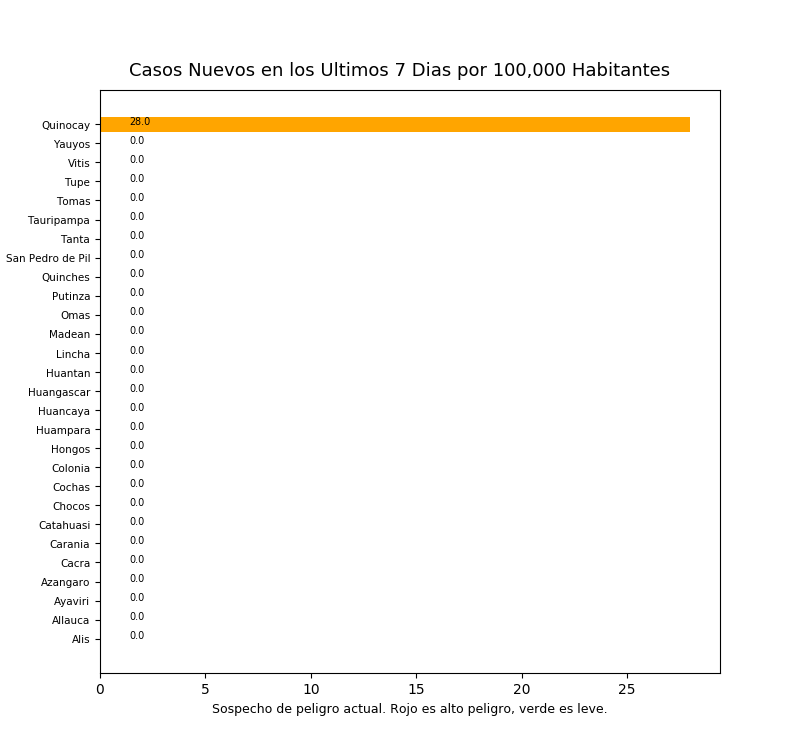 Casos Nuevos en los Ultimos 7 Dias por 100,000 Habitantes
Quinocay 28.0
Yauyos 0.0
Vitis 0.0
Tupe 0.0
Tomas 0.0
Tauripampa 0.0
Tanta 0.0
San Pedro de Pil 0.0
Quinches 0.0
Putinza 0.0
Omas 0.0
Madean 0.0
Lincha 0.0
Huantan 0.0
Huangascar 0.0
Huancaya 0.0
Huampara 0.0
Hongos 0.0
Colonia 0.0
Cochas 0.0
Chocos 0.0
Catahuasi 0.0
Carania 0.0
Cacra 0.0
Azangaro 0.0
Ayaviri 0.0
Allauca 0.0
Alis 0.0
0 5 10 15 20 25
Sospecho de peligro actual. Rojo es alto peligro, verde es leve.